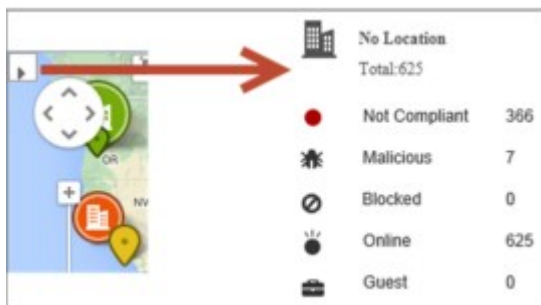 No Location
Total:625
Not Compliant 366
Malicious 7
Blocked 0
Online 625
Guest 0
OR
NV